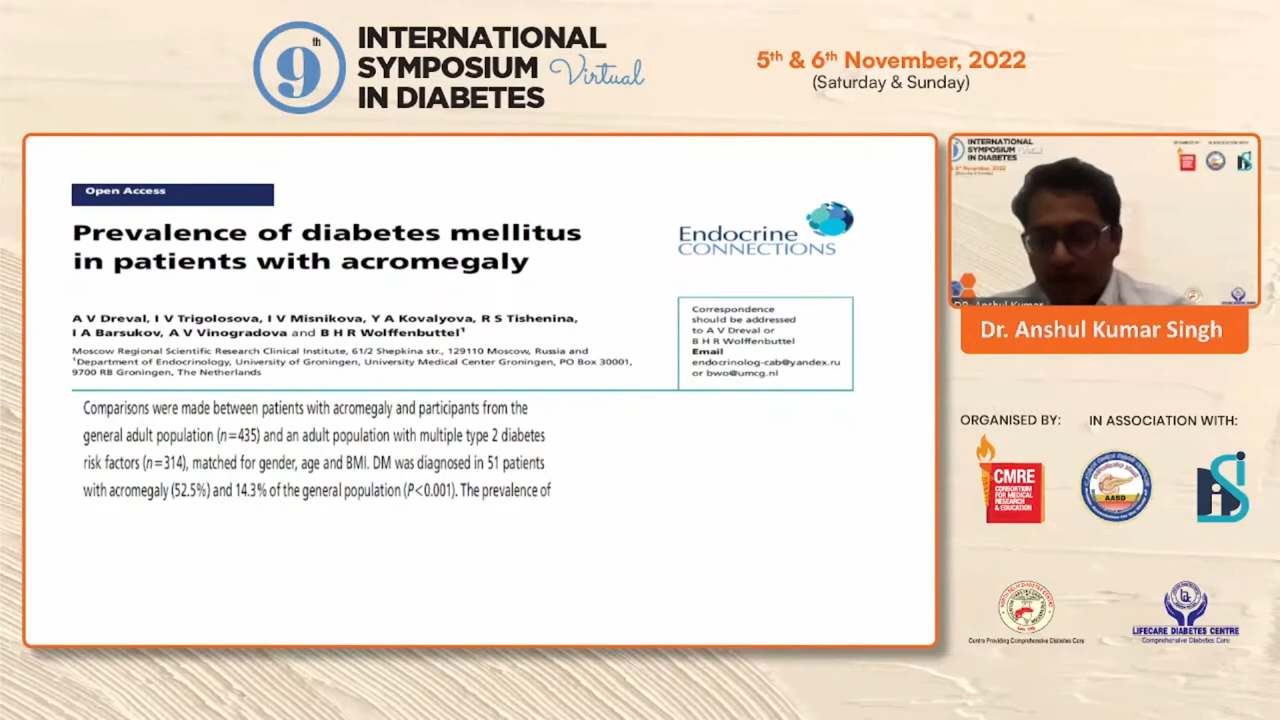 9th
INTERNATIONAL
SYMPOSIUM Virtual
IN DIABETES
5th & 6th November, 2022
(Saturday & Sunday)
Open Access
Prevalence of diabetes mellitus
in patients with acromegaly
Endocrine
CONNECTIONS
A V Dreval, I V Trigolosova, I V Misnikova, Y A Kovalyova, R S Tishenina,
I A Barsukov, A V Vinogradova and B H R Wolffenbuttel¹
Moscow Regional Scientific Research Clinical Institute, 61/2 Shepkina str., 129110 Moscow, Russia and
¹Department of Endocrinology, University of Groningen, University Medical Center Groningen, PO Box 30001,
9700 RB Groningen, The Netherlands
Correspondence
should be addressed
to A V Dreval or
B H R Wolffenbuttel
Email
endocrinolog-cab@yandex.ru
or bwo@umcg.nl
Comparisons were made between patients with acromegaly and participants from the
general adult population (n=435) and an adult population with multiple type 2 diabetes
risk factors (n=314), matched for gender, age and BMI. DM was diagnosed in 51 patients
with acromegaly (52.5%) and 14.3% of the general population (P<0.001). The prevalence of
INTERNATIONAL
SYMPOSIUM
IN DIABETES
DR. Anshul Kumar
Dr. Anshul Kumar Singh
ORGANISED BY:
IN ASSOCIATION WITH:
CMRE
CONSORTIUM
FOR MEDICAL
RESEARCH
& EDUCATION
AASD
Centre Providing Comprehensive Diabetes Care
LIFECARE DIABETES CENTRE
Comprehensive Diabetes Care